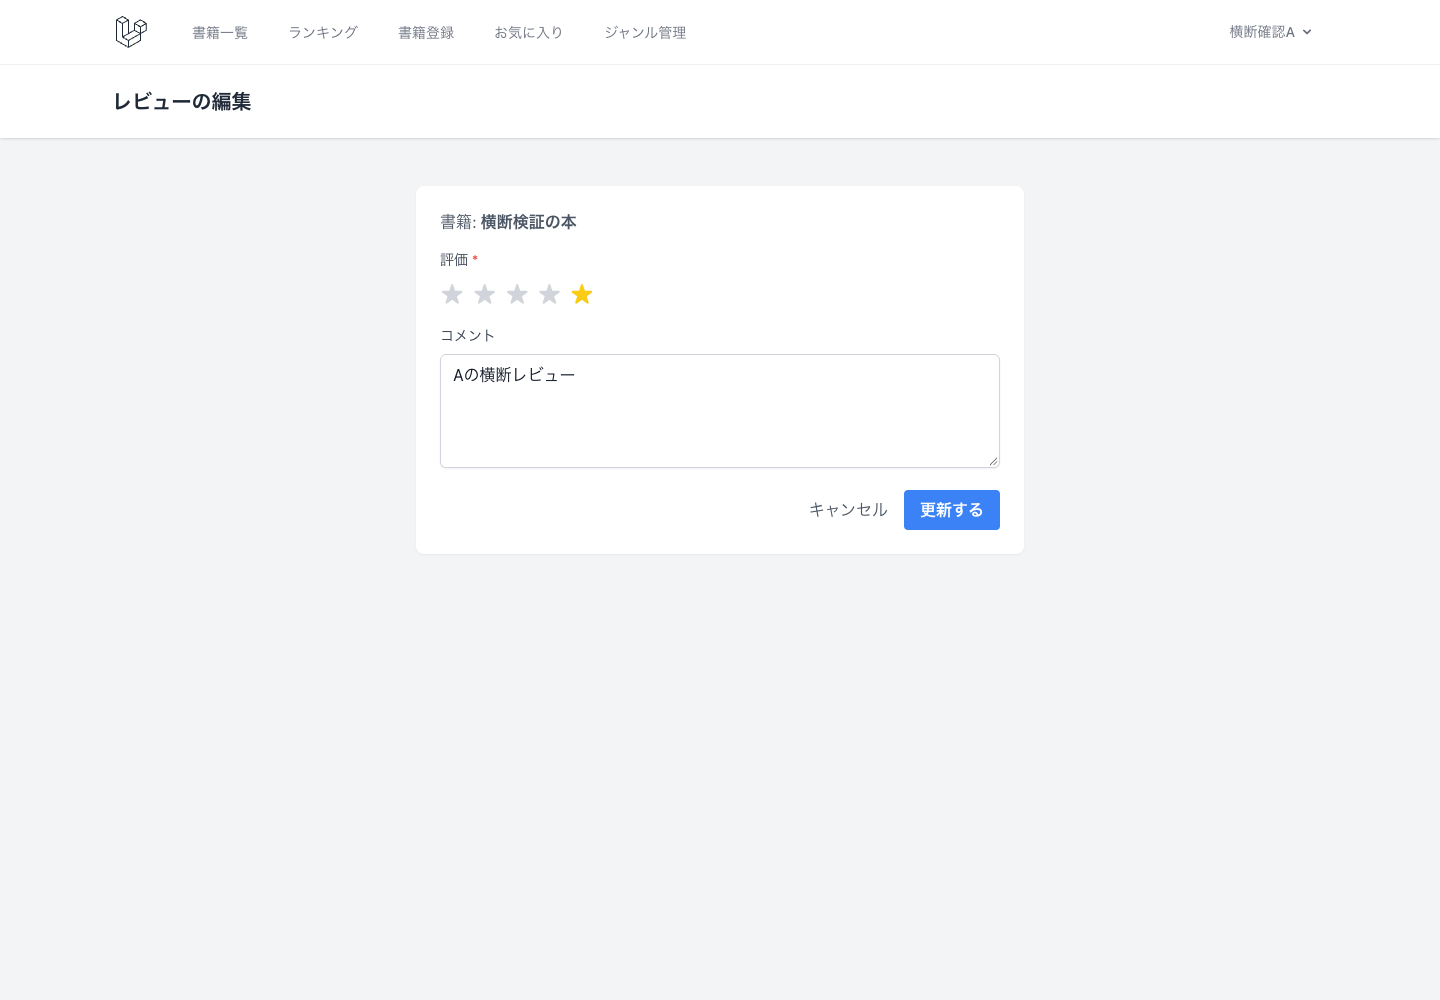 書籍一覧 ランキング 書籍登録 お気に入り ジャンル管理 横断確認A
レビューの編集
書籍: 横断検証の本
評価 *
コメント
Aの横断レビュー
キャンセル 更新する